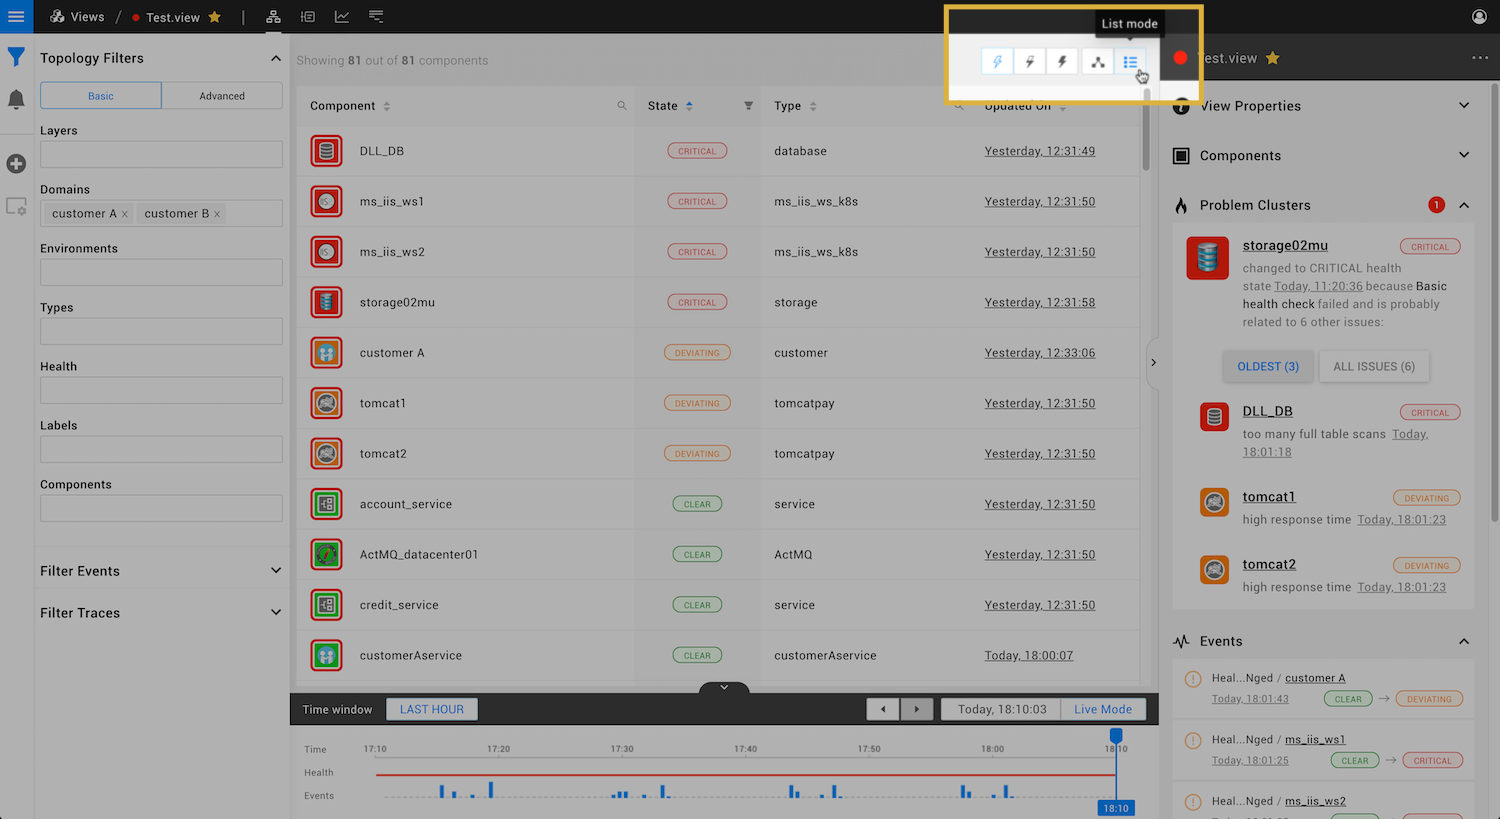 Views / Test.view |
List mode
Topology Filters
Basic Advanced
Layers
Domains
customer A × customer B ×
Environments
Types
Health
Labels
Components
Filter Events
Filter Traces
Showing 81 out of 81 components
Component State Type Updated On
DLL_DB CRITICAL database Yesterday, 12:31:49
ms_iis_ws1 CRITICAL ms_iis_ws_k8s Yesterday, 12:31:50
ms_iis_ws2 CRITICAL ms_iis_ws_k8s Yesterday, 12:31:50
storage02mu CRITICAL storage Yesterday, 12:31:58
customer A DEVIATING customer Yesterday, 12:33:06
tomcat1 DEVIATING tomcatpay Yesterday, 12:31:50
tomcat2 DEVIATING tomcatpay Yesterday, 12:31:50
account_service CLEAR service Yesterday, 12:31:50
ActMQ_datacenter01 CLEAR ActMQ Yesterday, 12:31:50
credit_service CLEAR service Yesterday, 12:31:50
customerAservice CLEAR customerAservice Today, 18:00:07
Time window LAST HOUR Today, 18:10:03 Live Mode
Time 17:10 17:20 17:30 17:40 17:50 18:00 18:10
Health
Events
18:10
est.view
View Properties
Components
Problem Clusters 1
storage02mu CRITICAL
changed to CRITICAL health
state Today, 11:20:36 because Basic
health check failed and is probably
related to 6 other issues:
OLDEST (3) ALL ISSUES (6)
DLL_DB CRITICAL
too many full table scans Today,
18:01:18
tomcat1 DEVIATING
high response time Today, 18:01:23
tomcat2 DEVIATING
high response time Today, 18:01:23
Events
Heal...Nged / customer A
Today, 18:01:43 CLEAR → DEVIATING
Heal...Nged / ms_iis_ws1
Today, 18:01:25 CLEAR → CRITICAL
Heal...Nged / ms_iis_ws2